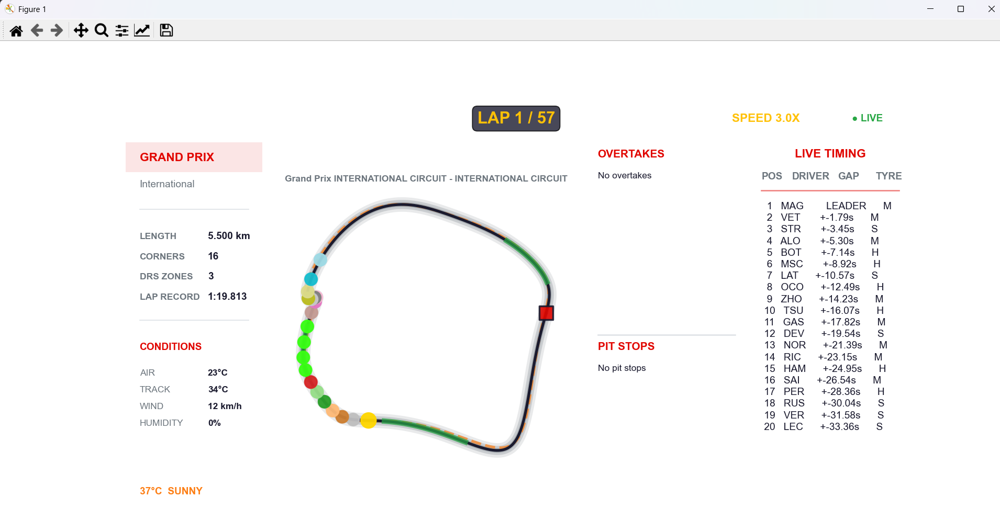 Figure 1
LAP 1 / 57
SPEED 3.0X
● LIVE
GRAND PRIX
International
LENGTH 5.500 km
CORNERS 16
DRS ZONES 3
LAP RECORD 1:19.813
CONDITIONS
AIR 23°C
TRACK 34°C
WIND 12 km/h
HUMIDITY 0%
37°C SUNNY
Grand Prix INTERNATIONAL CIRCUIT - INTERNATIONAL CIRCUIT
OVERTAKES
No overtakes
PIT STOPS
No pit stops
LIVE TIMING
POS DRIVER GAP TYRE
1 MAG LEADER M
2 VET +-1.79s M
3 STR +-3.45s S
4 ALO +-5.30s M
5 BOT +-7.14s H
6 MSC +-8.92s H
7 LAT +-10.57s S
8 OCO +-12.49s H
9 ZHO +-14.23s M
10 TSU +-16.07s H
11 GAS +-17.82s M
12 DEV +-19.54s S
13 NOR +-21.39s M
14 RIC +-23.15s M
15 HAM +-24.95s H
16 SAI +-26.54s M
17 PER +-28.36s H
18 RUS +-30.04s S
19 VER +-31.58s S
20 LEC +-33.36s S